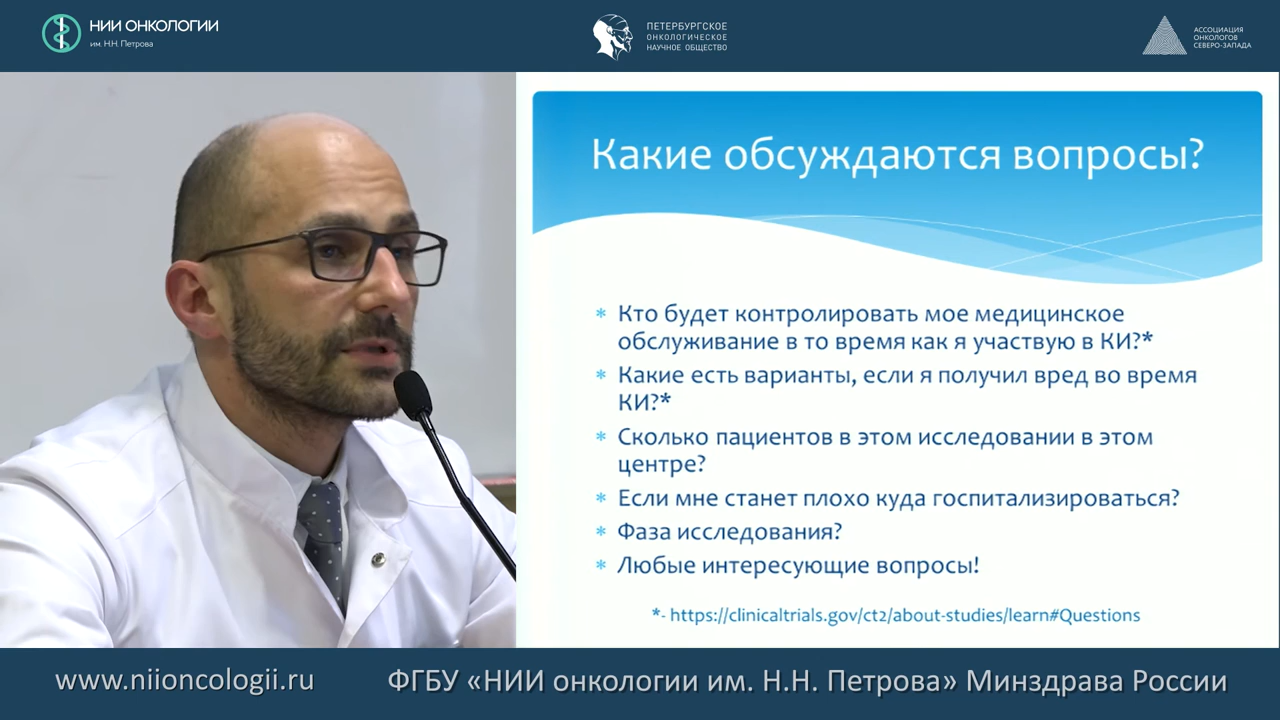 НИИ ОНКОЛОГИИ
им. Н.Н. Петрова
ПЕТЕРБУРГСКОЕ
ОНКОЛОГИЧЕСКОЕ
НАУЧНОЕ ОБЩЕСТВО
АССОЦИАЦИЯ
ОНКОЛОГОВ
СЕВЕРО-ЗАПАДА
Какие обсуждаются вопросы?
* Кто будет контролировать мое медицинское
обслуживание в то время как я участвую в КИ?*
* Какие есть варианты, если я получил вред во время
КИ?*
* Сколько пациентов в этом исследовании в этом
центре?
* Если мне станет плохо куда госпитализироваться?
* Фаза исследования?
* Любые интересующие вопросы!
*- https://clinicaltrials.gov/ct2/about-studies/learn#Questions
www.niioncologii.ru
ФГБУ «НИИ онкологии им. Н.Н. Петрова» Минздрава России